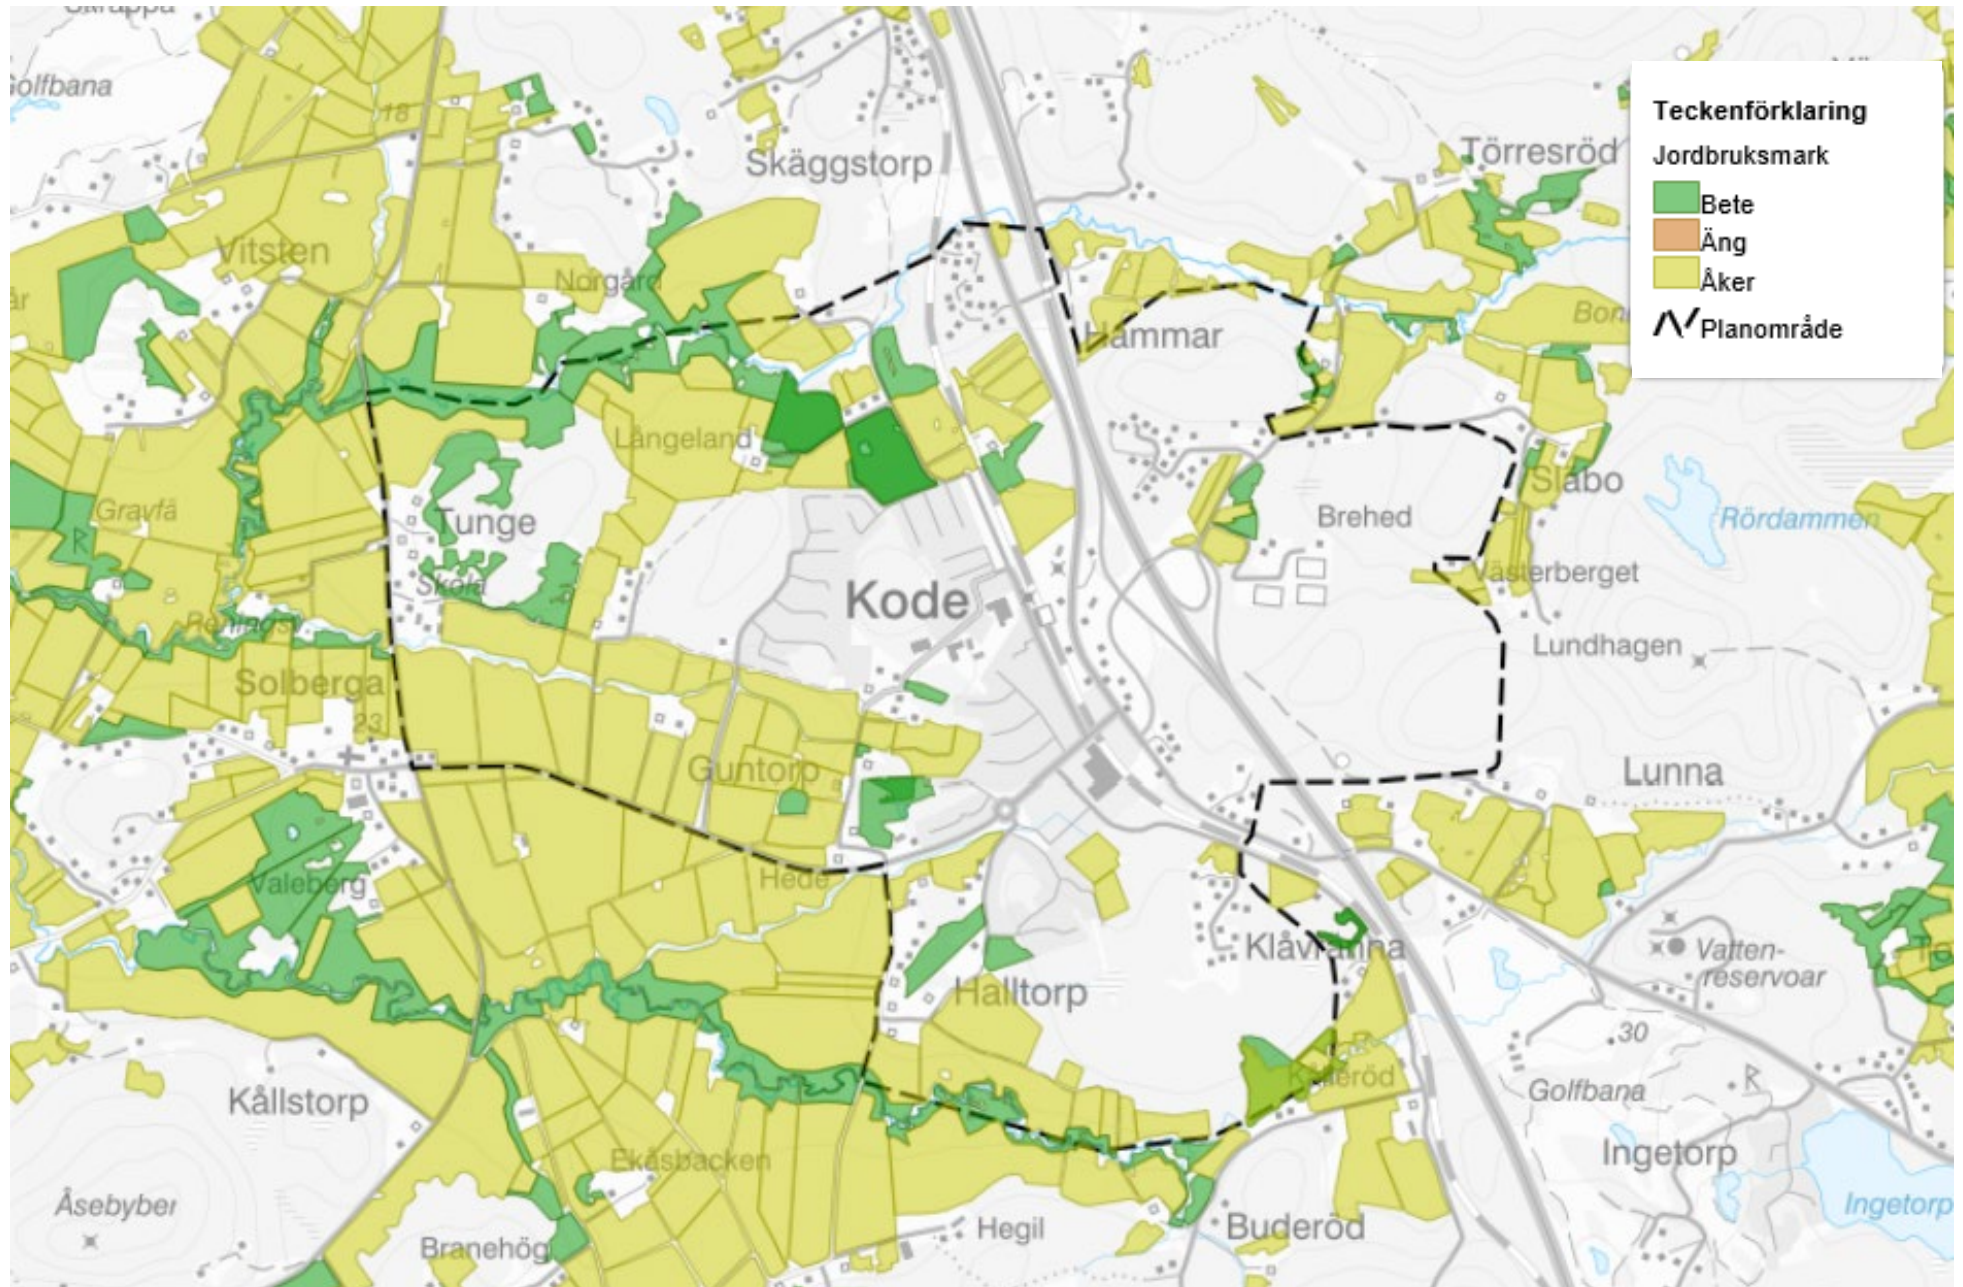 Teckenförklaring
Jordbruksmark
Bete
Äng
Åker
Planområde
18
Skäggstorp
Törresröd
Vitsten
Norgård
Hammar
Långeland
Slabo
Gravfä
R
Tunge
Brehed
Rördammen
Västerberget
Skola
Kode
Lundhagen
Solberga
23
Guntorp
Lunna
Valeberg
Hede
Klåvranna
Vatten-
reservoar
Halltorp
30
R
Kålleröd
Kållstorp
Golfbana
Ekåsbacken
Ingetorp
Åsebyber
Ingetorp
Hegil
Buderöd
Branehög